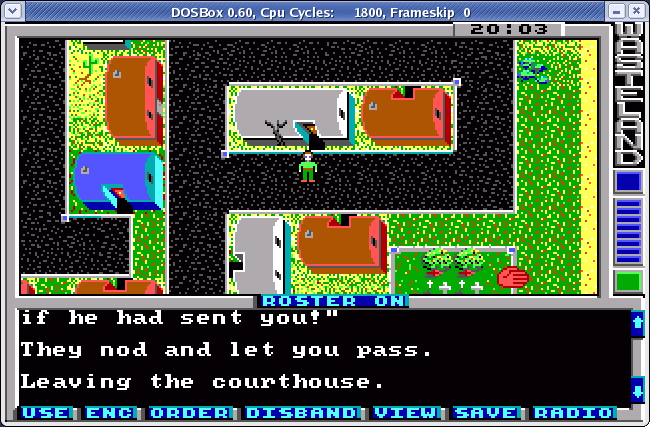 DOSBox 0.60, Cpu Cycles: 1800, Frameskip 0
20:03
WASTELAND
ROSTER ON
if he had sent you!"
They nod and let you pass.
Leaving the courthouse.
USE ENC ORDER DISBAND VIEW SAVE RADIO